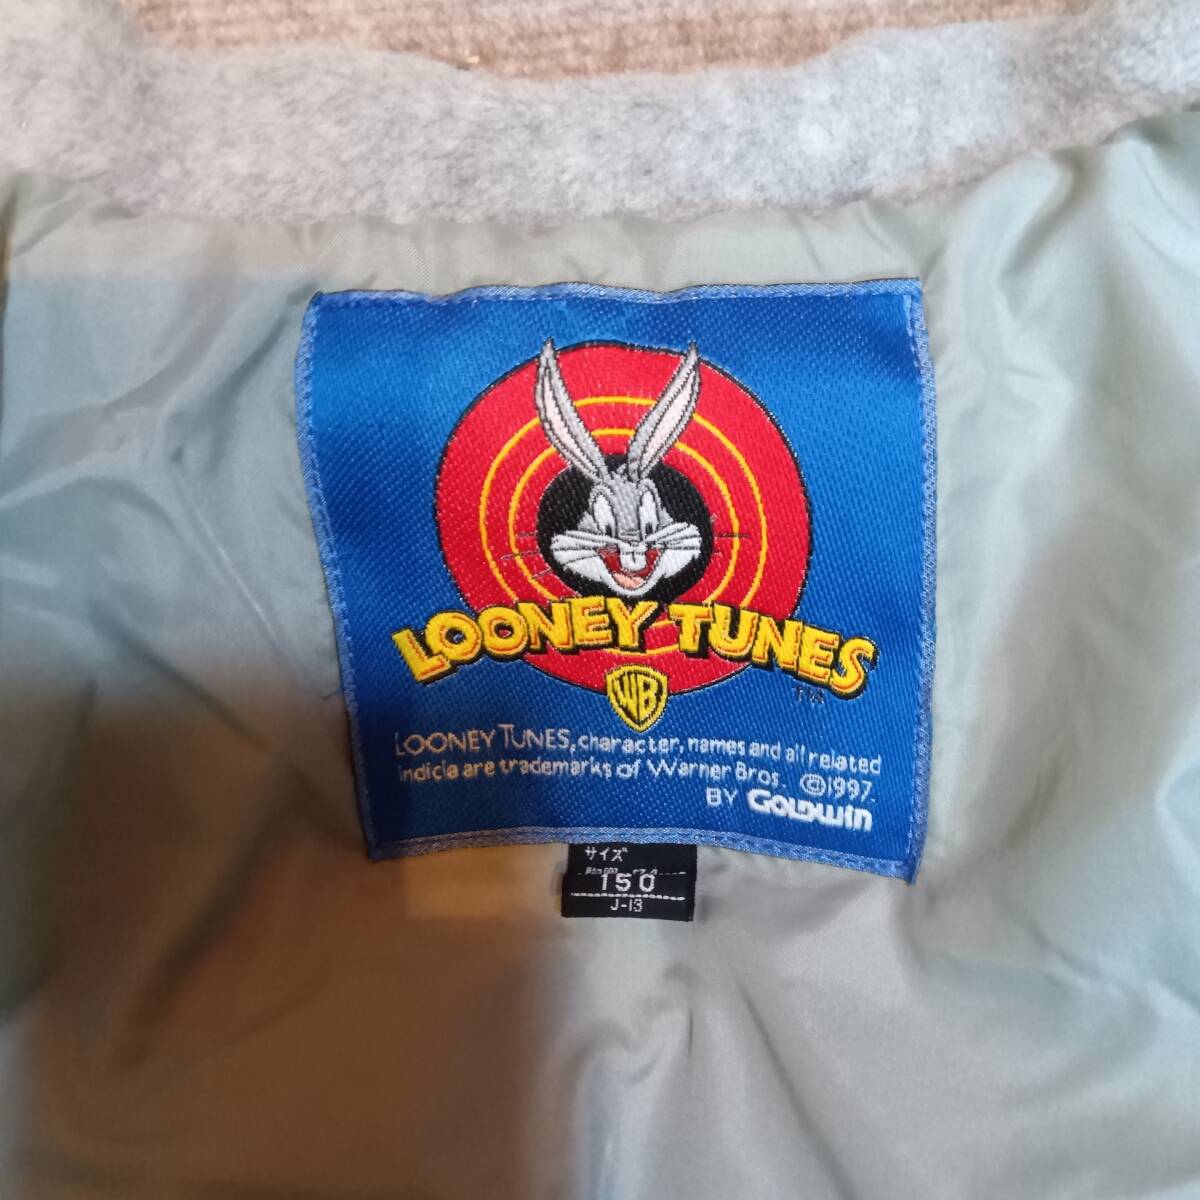 LOONEY TUNES
TM
WB
LOONEY TUNES, character, names and all related
indicia are trademarks of Warner Bros. ©1997.
BY GOLDWIN
サイズ
150
J-13